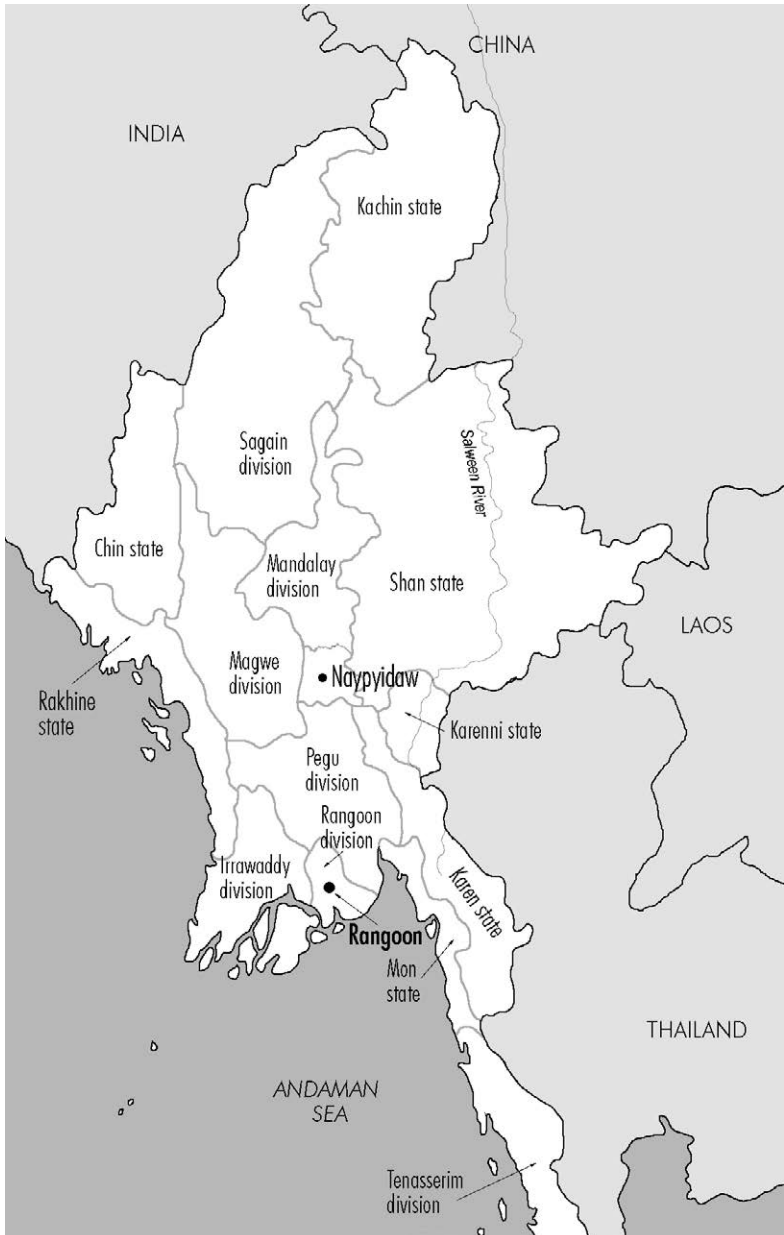 CHINA
INDIA
Kachin state
Sagain
division
Salween River
Chin state
Mandalay
division
Shan state
LAOS
Magwe
division
Naypyidaw
Rakhine
state
Karenni state
Pegu
division
Rangoon
division
Irrawaddy
division
Karen state
Rangoon
Mon
state
THAILAND
ANDAMAN
SEA
Tenasserim
division